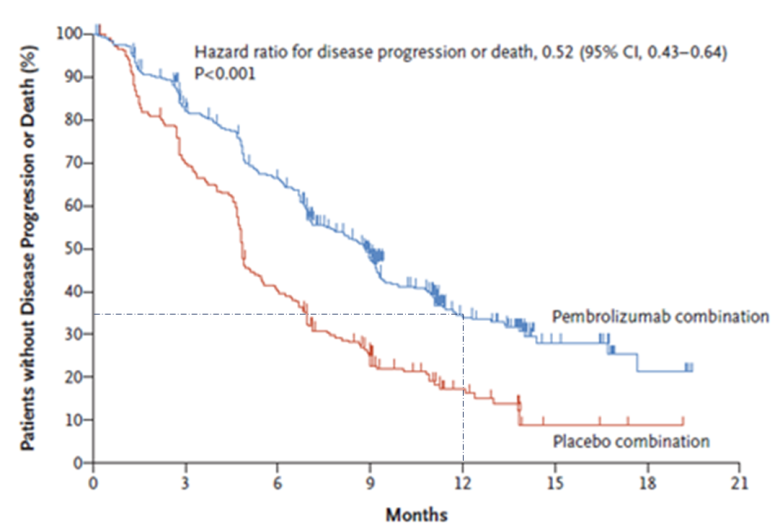 Patients without Disease Progression or Death (%)
100
90
80
70
60
50
40
30
20
10
0
Hazard ratio for disease progression or death, 0.52 (95% CI, 0.43–0.64)
P<0.001
Pembrolizumab combination
Placebo combination
0 3 6 9 12 15 18 21
Months